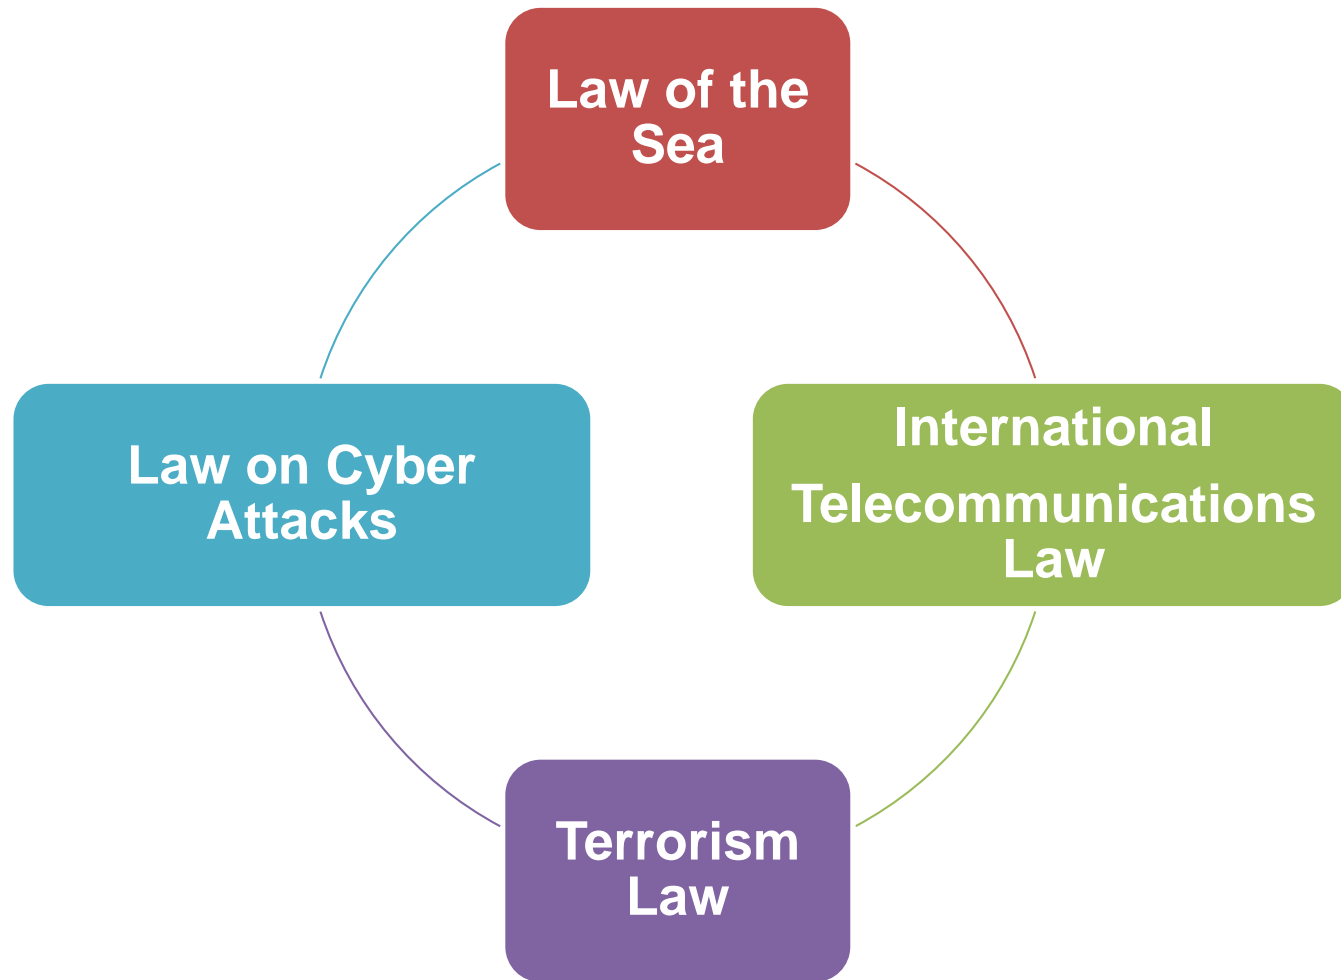 Law of the
Sea
Law on Cyber
Attacks
International
Telecommunications
Law
Terrorism
Law